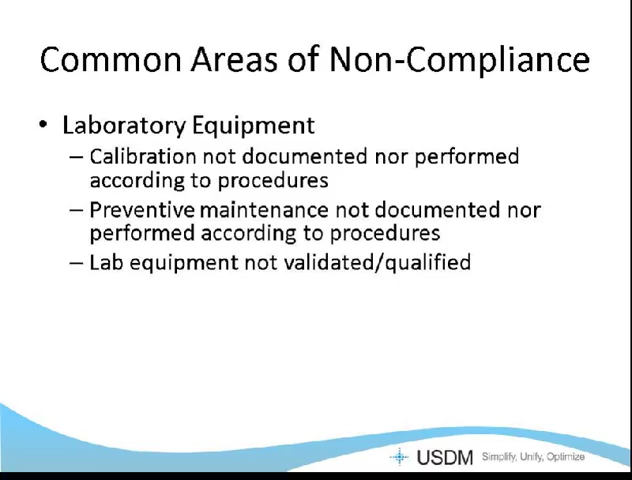 Common Areas of Non-Compliance
• Laboratory Equipment
– Calibration not documented nor performed
according to procedures
– Preventive maintenance not documented nor
performed according to procedures
– Lab equipment not validated/qualified
USDM Simplify, Unify, Optimize